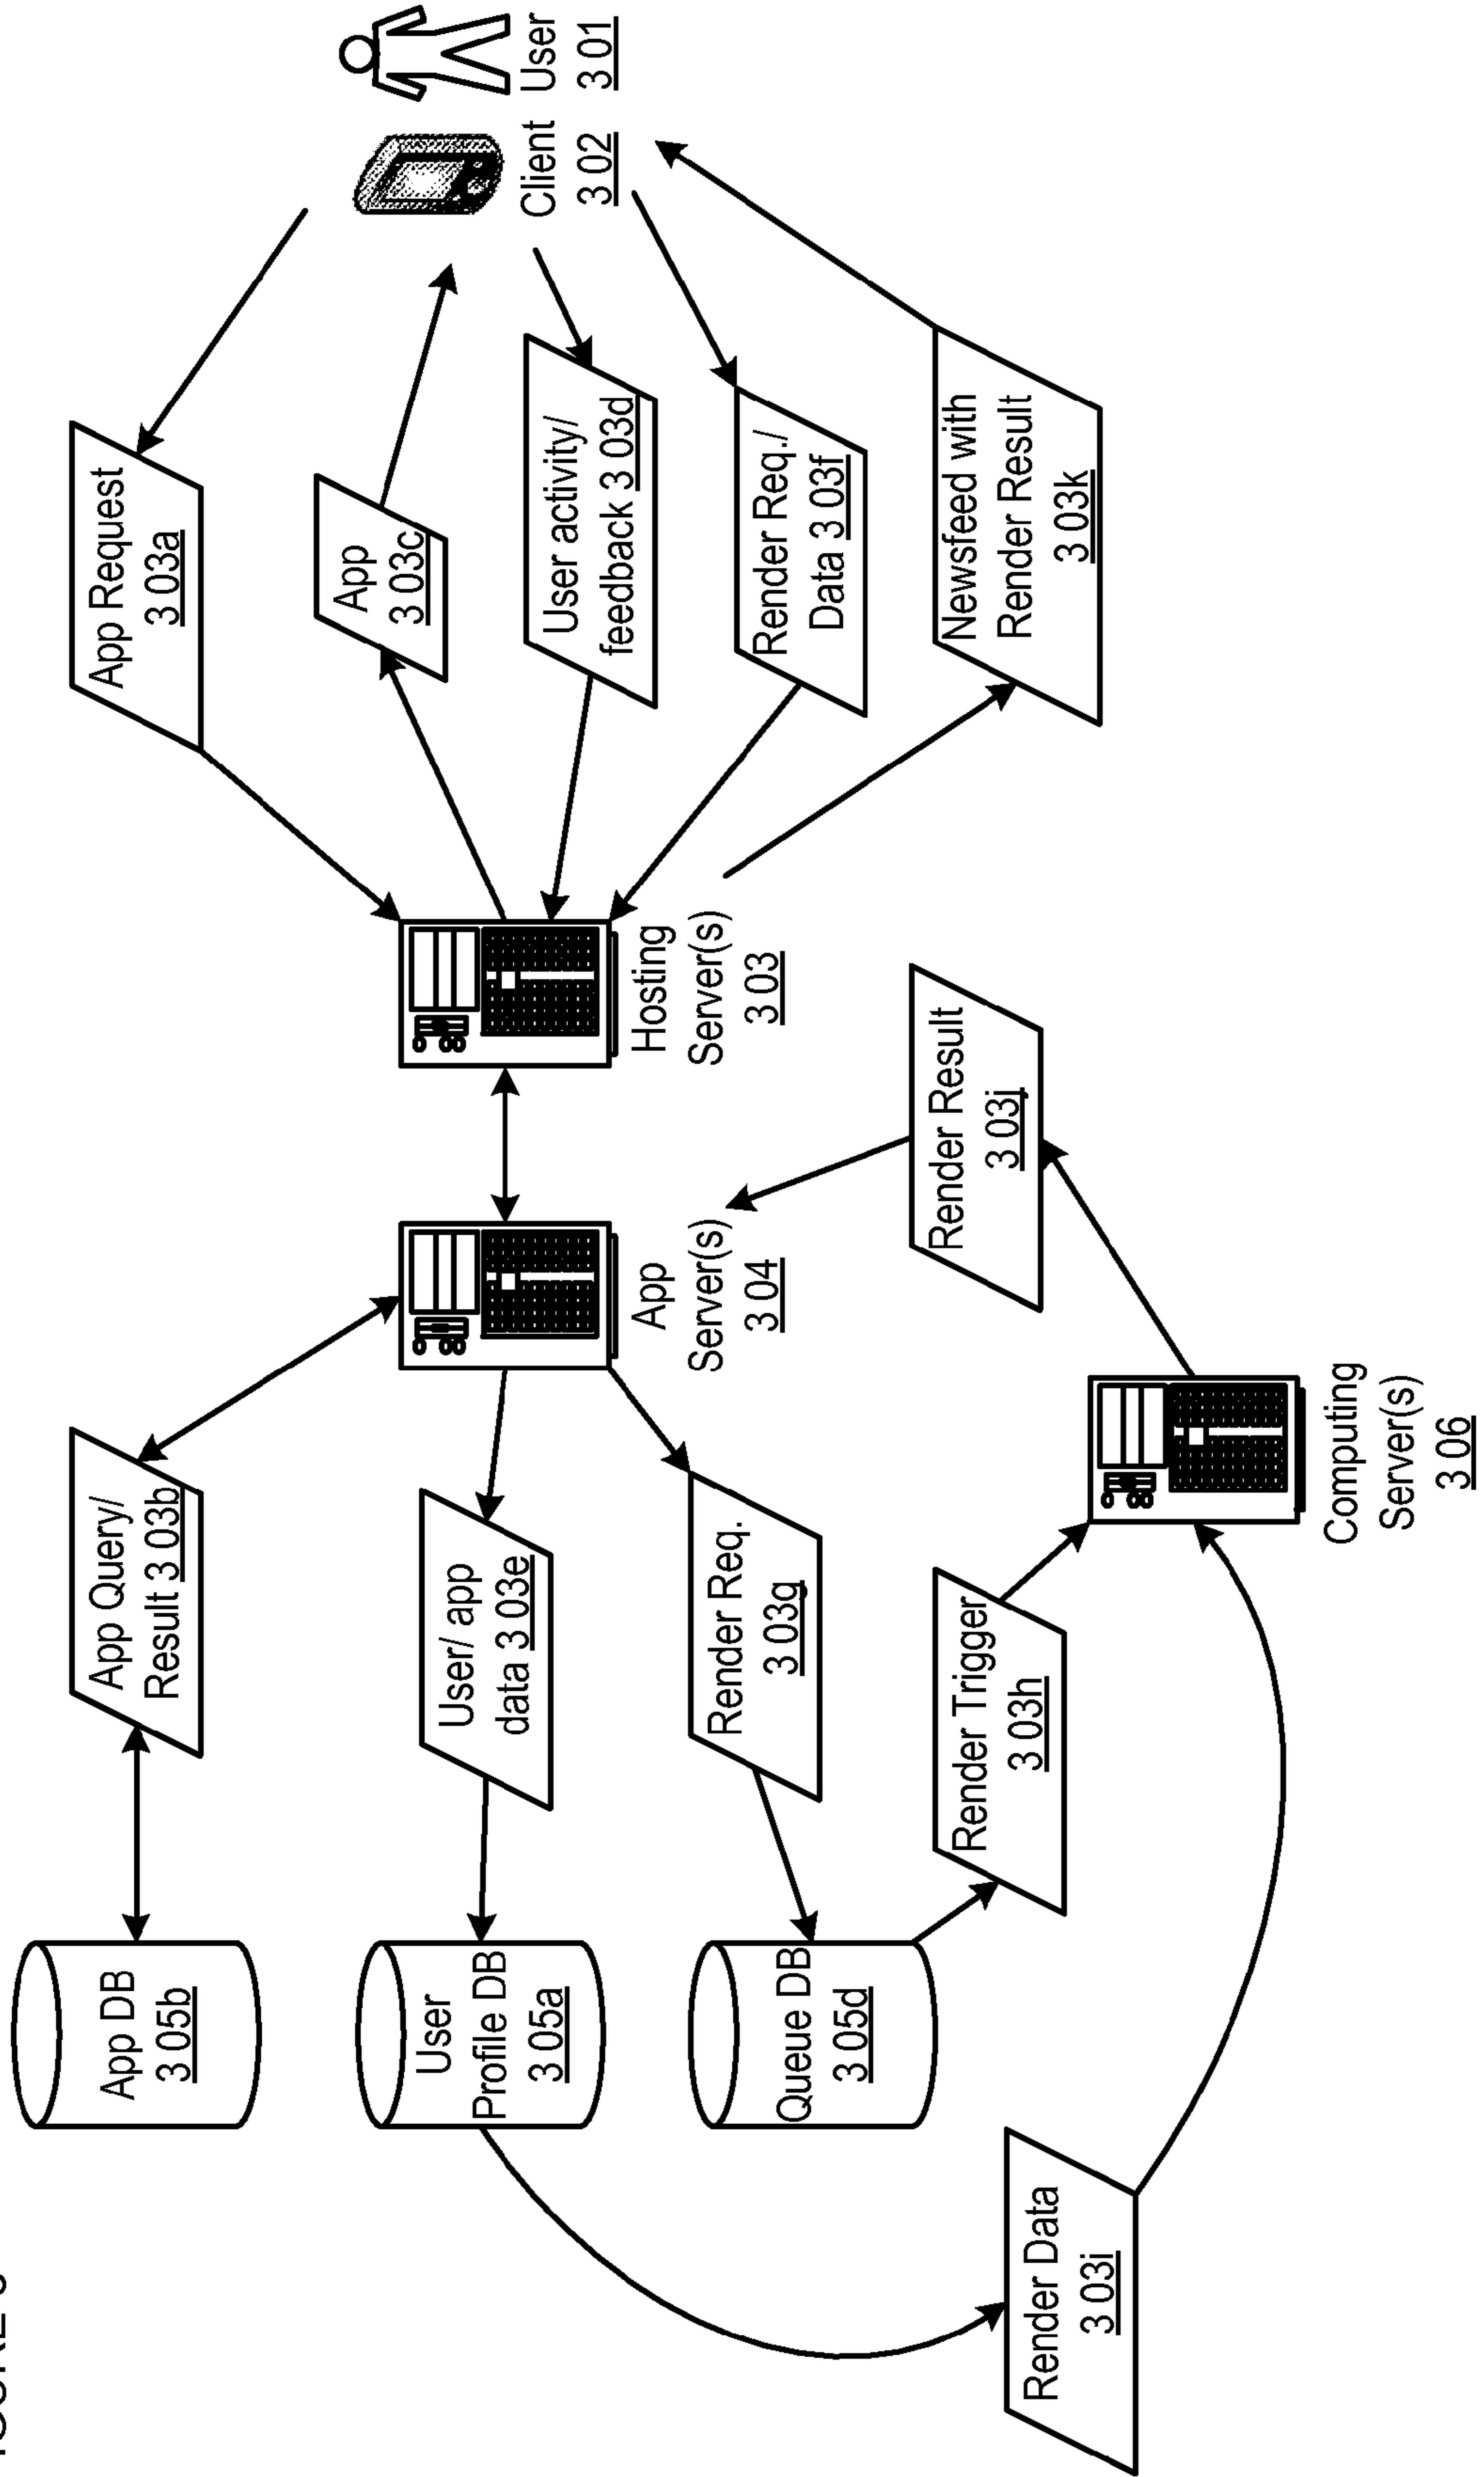 App DB
3 05b
App Query/
Result 3 03b
App Request
3 03a
App
3 03c
User
Profile DB
3 05a
User/ app
data 3 03e
App
Server(s)
3 04
Hosting
Server(s)
3 03
User activity/
feedback 3 03d
Client
3 02
User
3 01
Queue DB
3 05d
Render Req.
3 03g
Render Req./
Data 3 03f
Render Trigger
3 03h
Render Result
3 03j
Newsfeed with
Render Result
3 03k
Render Data
3 03i
Computing
Server(s)
3 06